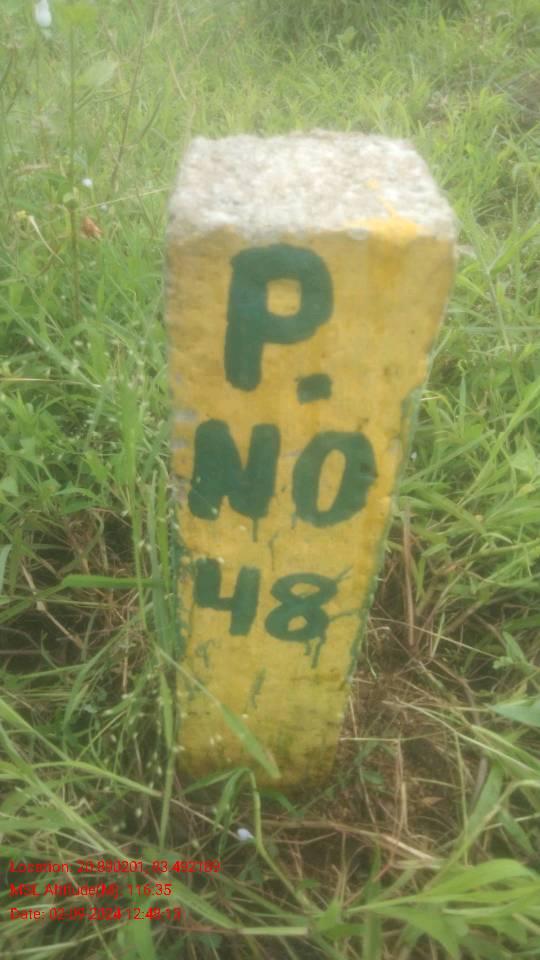 P.
NO
48
Location: 20.810201, 83.492189
MSL Altitude(M): 116.35
Date: 02-09-2024 12:48:13